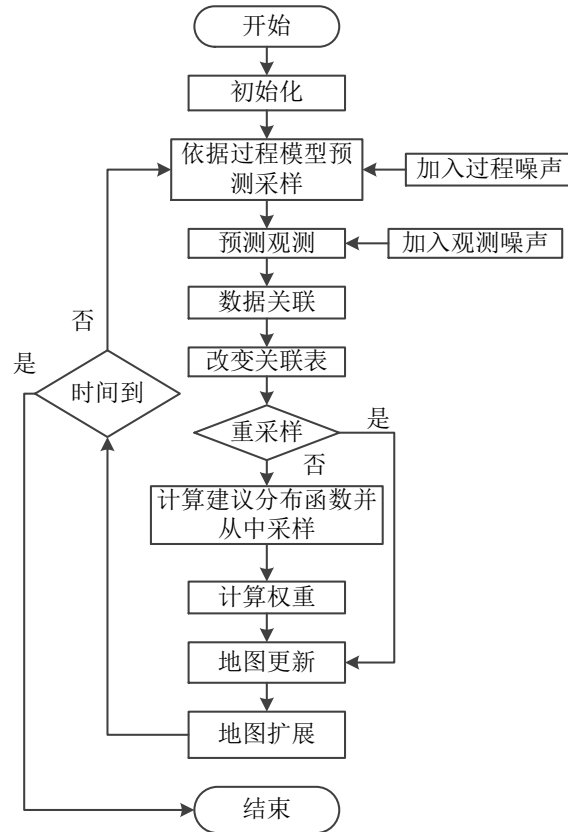 开始
初始化
依据过程模型预
测采样
加入过程噪声
预测观测
加入观测噪声
数据关联
否
改变关联表
是
时间到
重采样
是
否
计算建议分布函数并
从中采样
计算权重
地图更新
地图扩展
结束